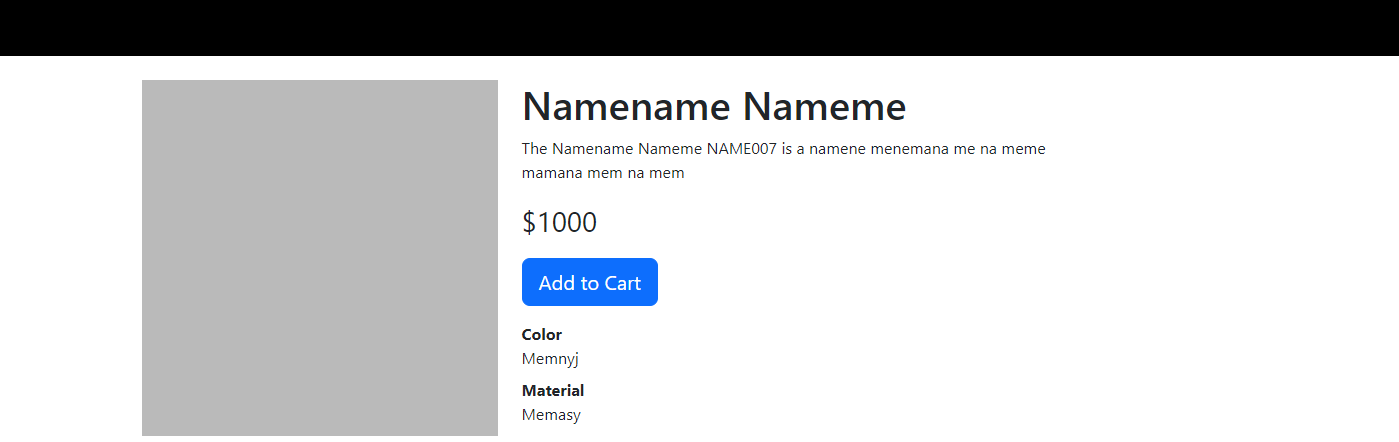 Namename Nameme
The Namename Nameme NAME007 is a namene menemana me na meme
mamana mem na mem
$1000
Add to Cart
Color
Memnyj
Material
Memasy